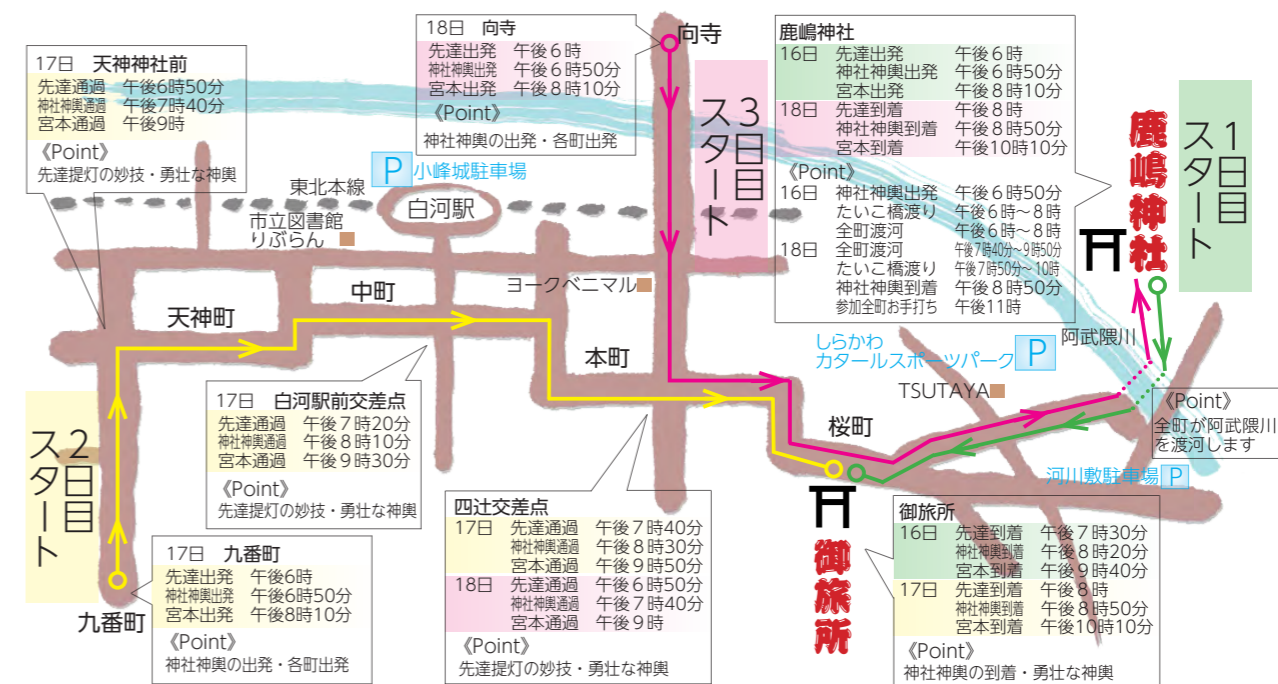 17日 天神神社前
先達通過 午後6時50分
神社神輿通過 午後7時40分
宮本通過 午後9時
《Point》
先達提灯の妙技・勇壮な神輿
18日 向寺
先達出発 午後6時
神社神輿出発 午後6時50分
宮本出発 午後8時10分
《Point》
神社神輿の出発・各町出発
向寺
3日目
スタート
鹿嶋神社
16日 先達出発 午後6時
神社神輿出発 午後6時50分
宮本出発 午後8時10分
18日 先達到着 午後8時
神社神輿到着 午後8時50分
宮本到着 午後10時10分
《Point》
16日 神社神輿出発 午後6時50分
たいこ橋渡り 午後6時～8時
全町渡河 午後6時～8時
18日 全町渡河 午後7時40分～9時50分
たいこ橋渡り 午後7時50分～10時
神社神輿到着 午後8時50分
参加全町お手打ち 午後11時
鹿嶋神社
1日目
スタート
P 小峰城駐車場
東北本線
白河駅
市立図書館
りぶらん
ヨークベニマル
中町
天神町
本町
しらかわ
カタールスポーツパーク P
阿武隈川
TSUTAYA
桜町
《Point》
全町が阿武隈川
を渡河します
河川敷駐車場 P
2日目
スタート
17日 白河駅前交差点
先達通過 午後7時20分
神社神輿通過 午後8時10分
宮本通過 午後9時30分
《Point》
先達提灯の妙技・勇壮な神輿
四辻交差点
17日 先達通過 午後7時40分
神社神輿通過 午後8時30分
宮本通過 午後9時50分
18日 先達通過 午後6時50分
神社神輿通過 午後7時40分
宮本通過 午後9時
《Point》
先達提灯の妙技・勇壮な神輿
御旅所
御旅所
16日 先達到着 午後7時30分
神社神輿到着 午後8時20分
宮本到着 午後9時40分
17日 先達到着 午後8時
神社神輿到着 午後8時50分
宮本到着 午後10時10分
《Point》
神社神輿の到着・勇壮な神輿
九番町
17日 九番町
先達出発 午後6時
神社神輿出発 午後6時50分
宮本出発 午後8時10分
《Point》
神社神輿の出発・各町出発